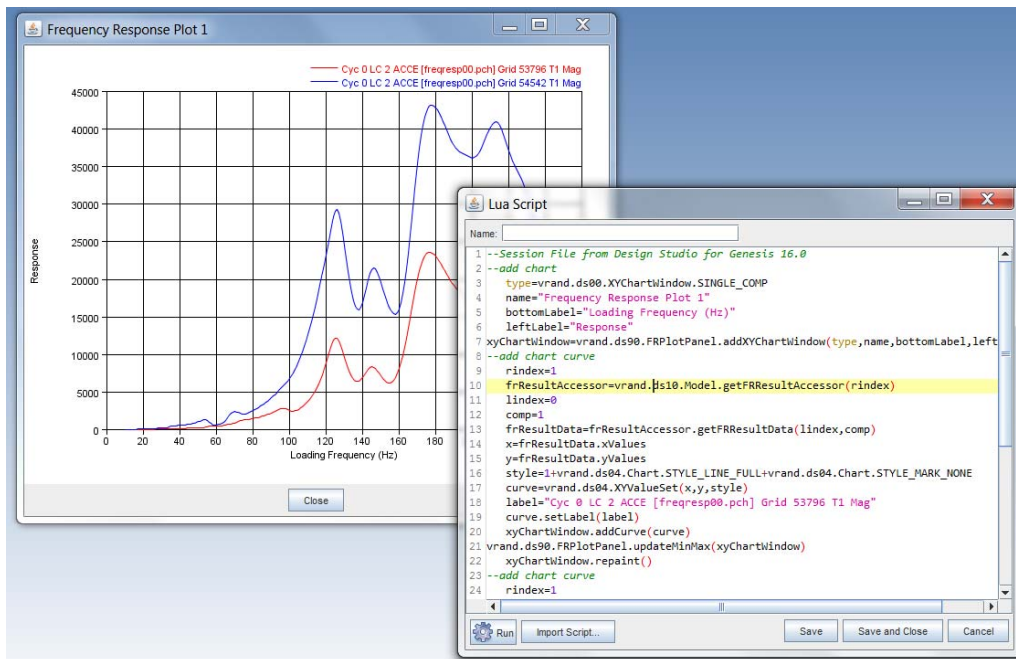 Frequency Response Plot 1
Cyc 0 LC 2 ACCE [freqresp00.pch] Grid 53796 T1 Mag
Cyc 0 LC 2 ACCE [freqresp00.pch] Grid 54542 T1 Mag
45000
40000
35000
30000
25000
20000
15000
10000
5000
0
Response
0 20 40 60 80 100 120 140 160 180
Loading Frequency (Hz)
Close
Lua Script
Name:
1 --Session File from Design Studio for Genesis 16.0
2 --add chart
3 type=vrand.ds00.XYChartWindow.SINGLE_COMP
4 name="Frequency Response Plot 1"
5 bottomLabel="Loading Frequency (Hz)"
6 leftLabel="Response"
7 xyChartWindow=vrand.ds90.FRPlotPanel.addXYChartWindow(type,name,bottomLabel,left
8 --add chart curve
9 rindex=1
10 frResultAccessor=vrand.ds10.Model.getFRResultAccessor(rindex)
11 lindex=0
12 comp=1
13 frResultData=frResultAccessor.getFRResultData(lindex,comp)
14 x=frResultData.xValues
15 y=frResultData.yValues
16 style=1+vrand.ds04.Chart.STYLE_LINE_FULL+vrand.ds04.Chart.STYLE_MARK_NONE
17 curve=vrand.ds04.XYValueSet(x,y,style)
18 label="Cyc 0 LC 2 ACCE [freqresp00.pch] Grid 53796 T1 Mag"
19 curve.setLabel(label)
20 xyChartWindow.addCurve(curve)
21 vrand.ds90.FRPlotPanel.updateMinMax(xyChartWindow)
22 xyChartWindow.repaint()
23 --add chart curve
24 rindex=1
Run Import Script... Save Save and Close Cancel